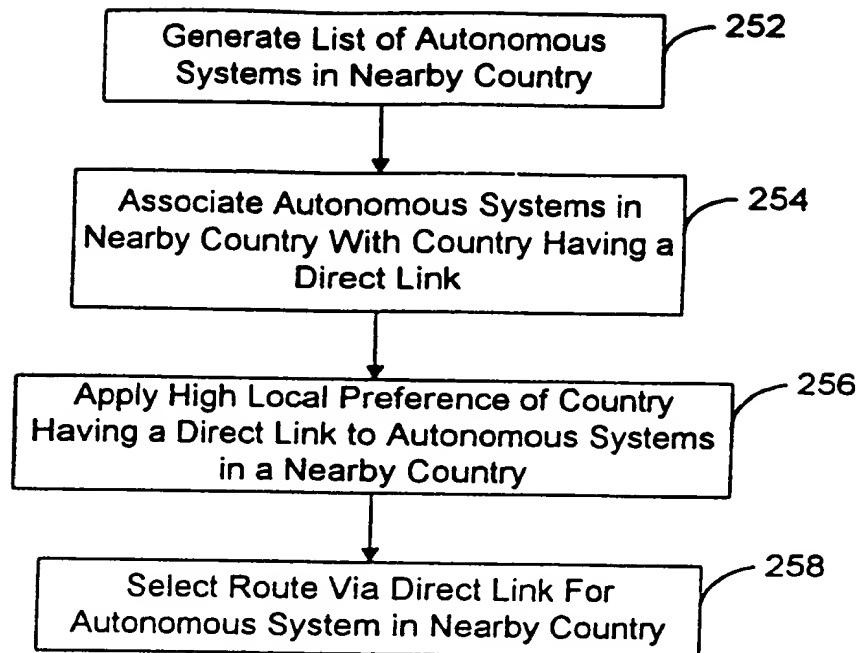 Generate List of Autonomous
Systems in Nearby Country
252
Associate Autonomous Systems in
Nearby Country With Country Having a
Direct Link
254
Apply High Local Preference of Country
Having a Direct Link to Autonomous Systems
in a Nearby Country
256
Select Route Via Direct Link For
Autonomous System in Nearby Country
258